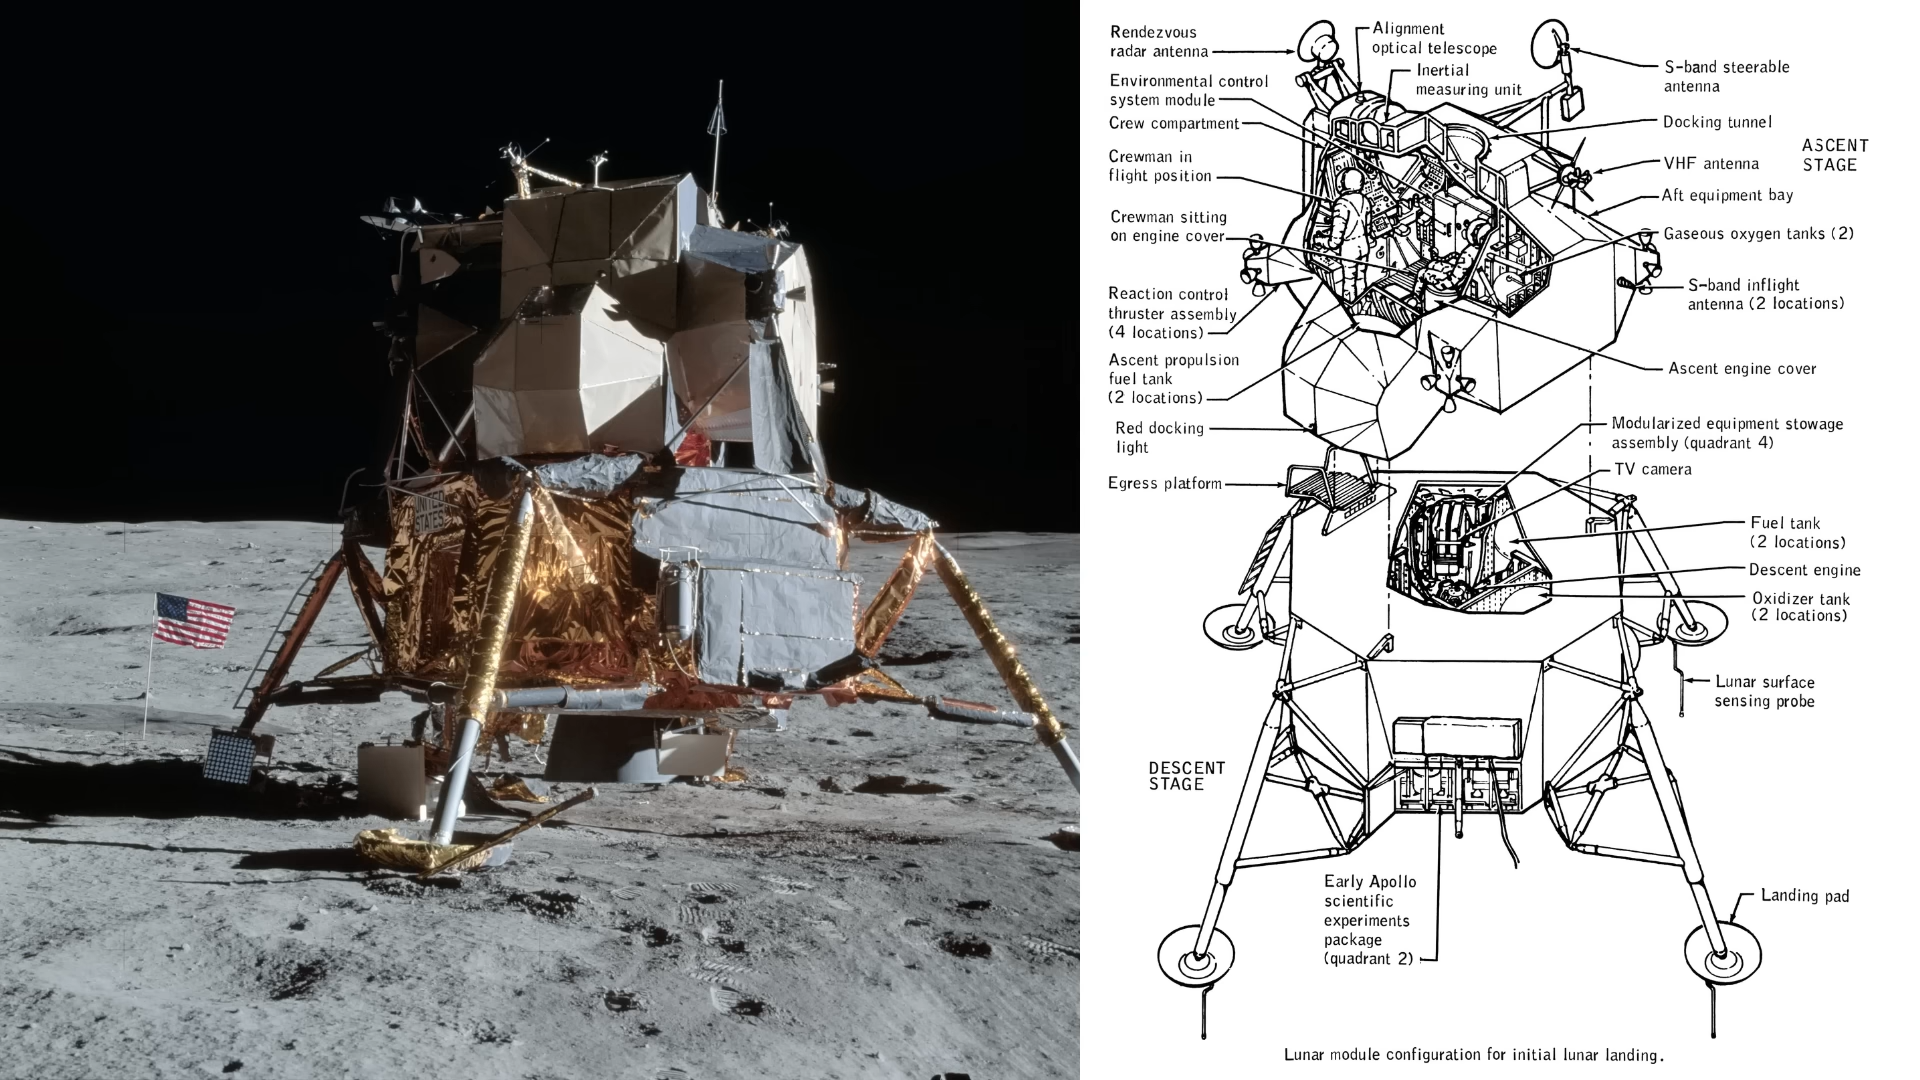 UNITED
STATES
Rendezvous
radar antenna
Environmental control
system module
Crew compartment
Crewman in
flight position
Crewman sitting
on engine cover
Reaction control
thruster assembly
(4 locations)
Ascent propulsion
fuel tank
(2 locations)
Red docking
light
Egress platform
Alignment
optical telescope
Inertial
measuring unit
S-band steerable
antenna
Docking tunnel
ASCENT
STAGE
VHF antenna
Aft equipment bay
Gaseous oxygen tanks (2)
S-band inflight
antenna (2 locations)
Ascent engine cover
Modularized equipment stowage
assembly (quadrant 4)
TV camera
Fuel tank
(2 locations)
Descent engine
Oxidizer tank
(2 locations)
Lunar surface
sensing probe
DESCENT
STAGE
Early Apollo
scientific
experiments
package
(quadrant 2)
Landing pad
Lunar module configuration for initial lunar landing.